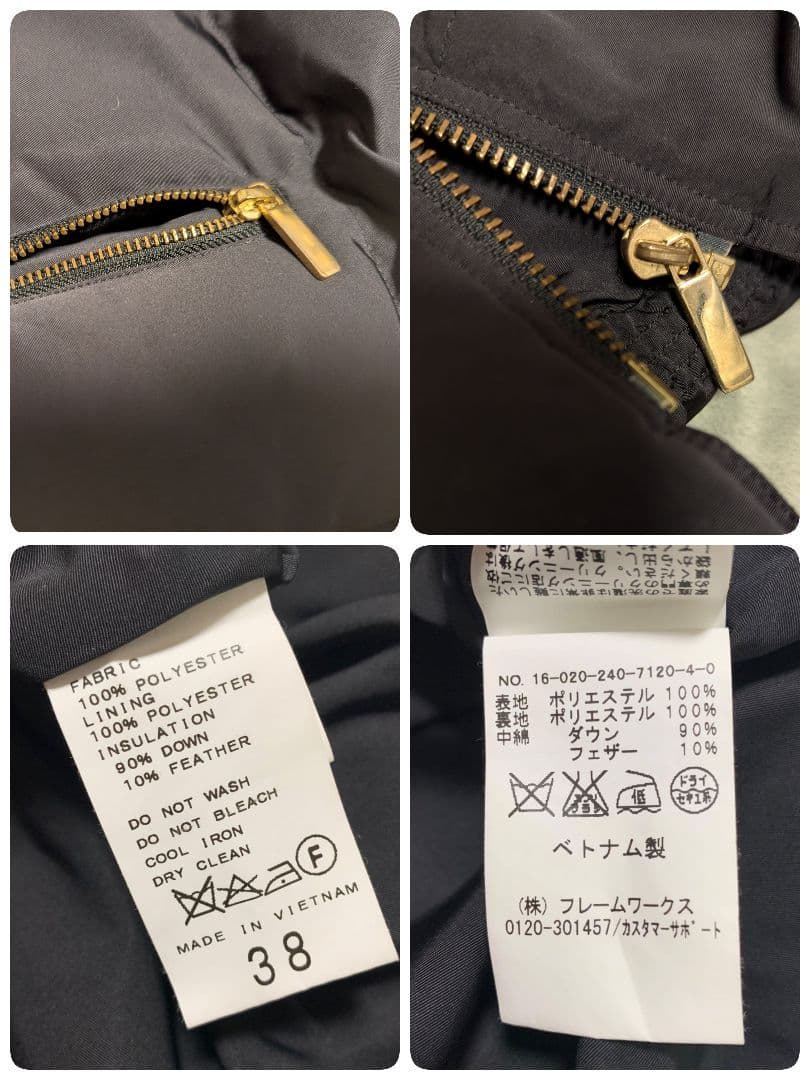 FABRIC
100% POLYESTER
LINING
100% POLYESTER
INSULATION
90% DOWN
10% FEATHER
DO NOT WASH
DO NOT BLEACH
COOL IRON
DRY CLEAN
F
MADE IN VIETNAM
38
NO. 16-020-240-7120-4-0
表地 ポリエステル 100%
裏地 ポリエステル 100%
中綿 ダウン 90%
フェザー 10%
低
ドライ
セキユ系
ベトナム製
(株) フレームワークス
0120-301457/カスタマーサポート